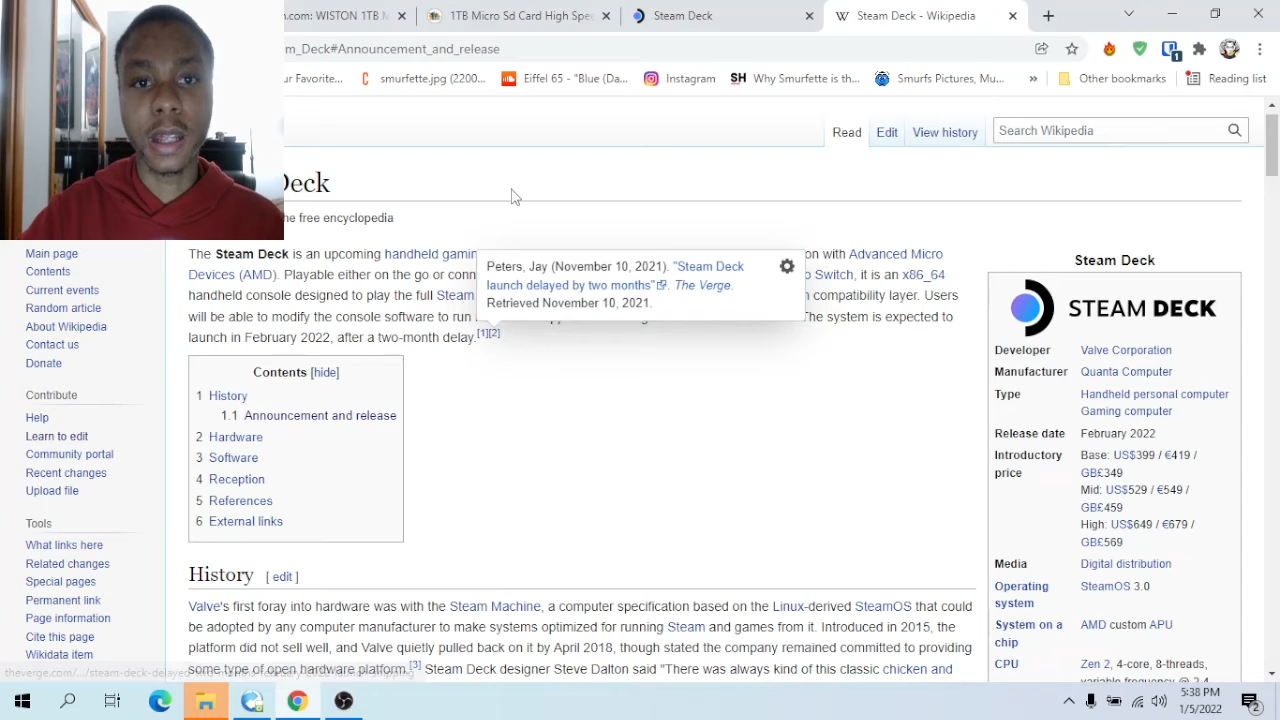 com: WISTON 1TB M
1TB Micro Sd Card High Spe
Steam Deck
Steam Deck - Wikipedia
m_Deck#Announcement_and_release
ur Favorite...
smurfette.jpg (2200...
Eiffel 65 - "Blue (Da...
Instagram
SH Why Smurfette is th...
Smurfs Pictures, Mu...
»
Other bookmarks
Reading list
Read
Edit
View history
Search Wikipedia
Deck
he free encyclopedia
Main page
Contents
Current events
Random article
About Wikipedia
Contact us
Donate
Contribute
Help
Learn to edit
Community portal
Recent changes
Upload file
Tools
What links here
Related changes
Special pages
Permanent link
Page information
Cite this page
Wikidata item
The Steam Deck is an upcoming handheld gamin on with Advanced Micro
Devices (AMD). Playable either on the go or conn o Switch, it is an x86_64
handheld console designed to play the full Steam compatibility layer. Users
will be able to modify the console software to run The system is expected to
launch in February 2022, after a two-month delay.[1][2]
Peters, Jay (November 10, 2021). "Steam Deck
launch delayed by two months". The Verge.
Retrieved November 10, 2021.
Contents [hide]
1 History
1.1 Announcement and release
2 Hardware
3 Software
4 Reception
5 References
6 External links
History [ edit ]
Valve's first foray into hardware was with the Steam Machine, a computer specification based on the Linux-derived SteamOS that could
be adopted by any computer manufacturer to make systems optimized for running Steam and games from it. Introduced in 2015, the
platform did not sell well, and Valve quietly pulled back on it by April 2018, though stated the company remained committed to providing
some type of open hardware platform.[3] Steam Deck designer Steve Dalton said "There was always kind of this classic chicken and
Steam Deck
STEAM DECK
Developer Valve Corporation
Manufacturer Quanta Computer
Type Handheld personal computer
Gaming computer
Release date February 2022
Introductory Base: US$399 / €419 /
price GB£349
Mid: US$529 / €549 /
GB£459
High: US$649 / €679 /
GB£569
Media Digital distribution
Operating SteamOS 3.0
system
System on a AMD custom APU
chip
CPU Zen 2, 4-core, 8-threads,
variable frequency @ 2.4
5:38 PM
1/5/2022
2
1